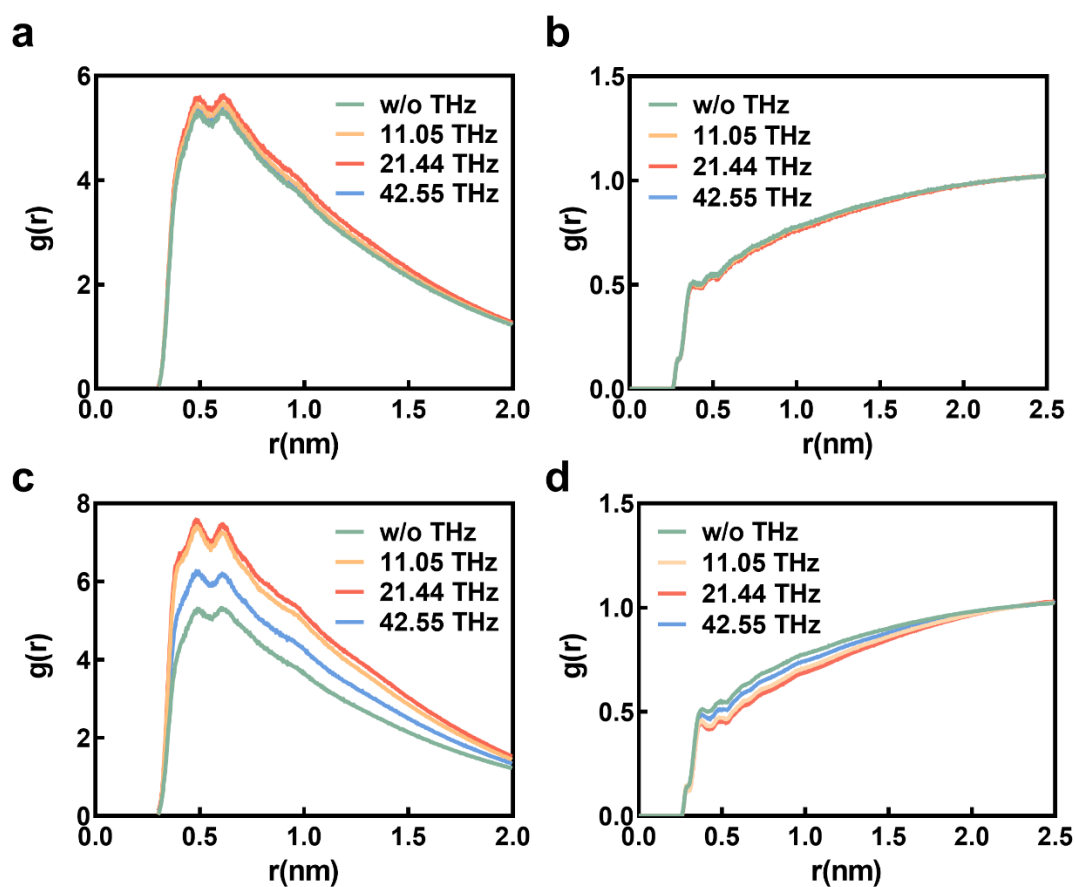 a
6
4
2
0
g(r)
w/o THz
11.05 THz
21.44 THz
42.55 THz
0.0 0.5 1.0 1.5 2.0
r(nm)
b
1.5
1.0
0.5
0.0
g(r)
w/o THz
11.05 THz
21.44 THz
42.55 THz
0.0 0.5 1.0 1.5 2.0 2.5
r(nm)
c
8
6
4
2
0
g(r)
w/o THz
11.05 THz
21.44 THz
42.55 THz
0.0 0.5 1.0 1.5 2.0
r(nm)
d
1.5
1.0
0.5
0.0
g(r)
w/o THz
11.05 THz
21.44 THz
42.55 THz
0.0 0.5 1.0 1.5 2.0 2.5
r(nm)